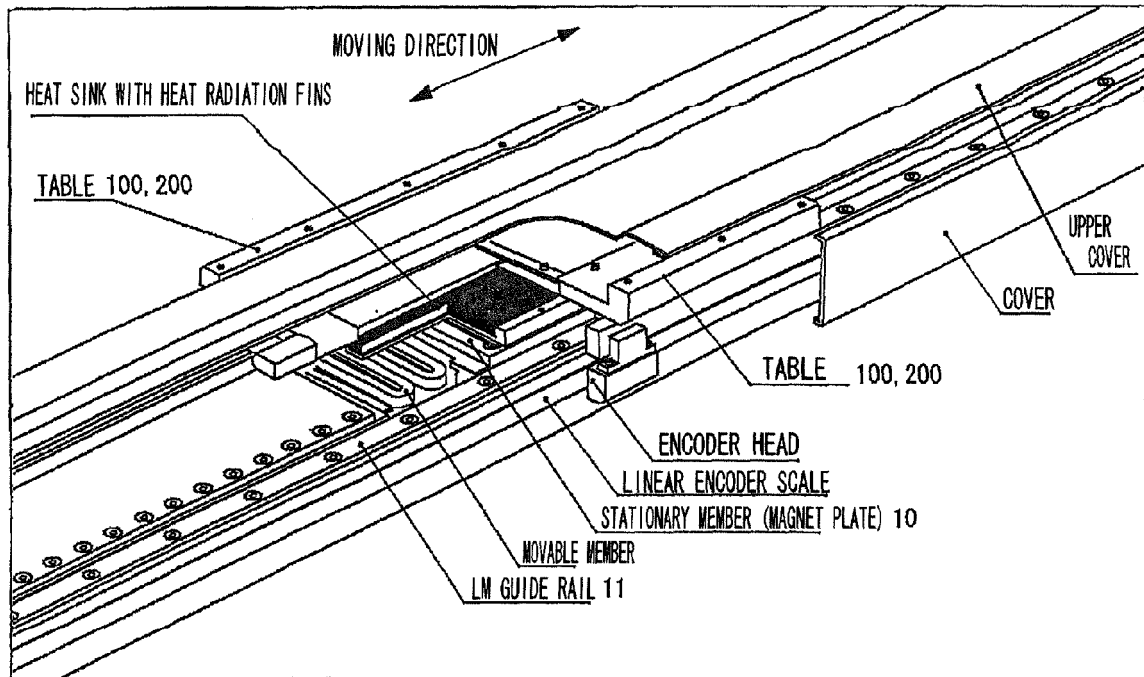 MOVING DIRECTION
HEAT SINK WITH HEAT RADIATION FINS
TABLE 100, 200
UPPER
COVER
COVER
TABLE 100, 200
ENCODER HEAD
LINEAR ENCODER SCALE
STATIONARY MEMBER (MAGNET PLATE) 10
MOVABLE MEMBER
LM GUIDE RAIL 11